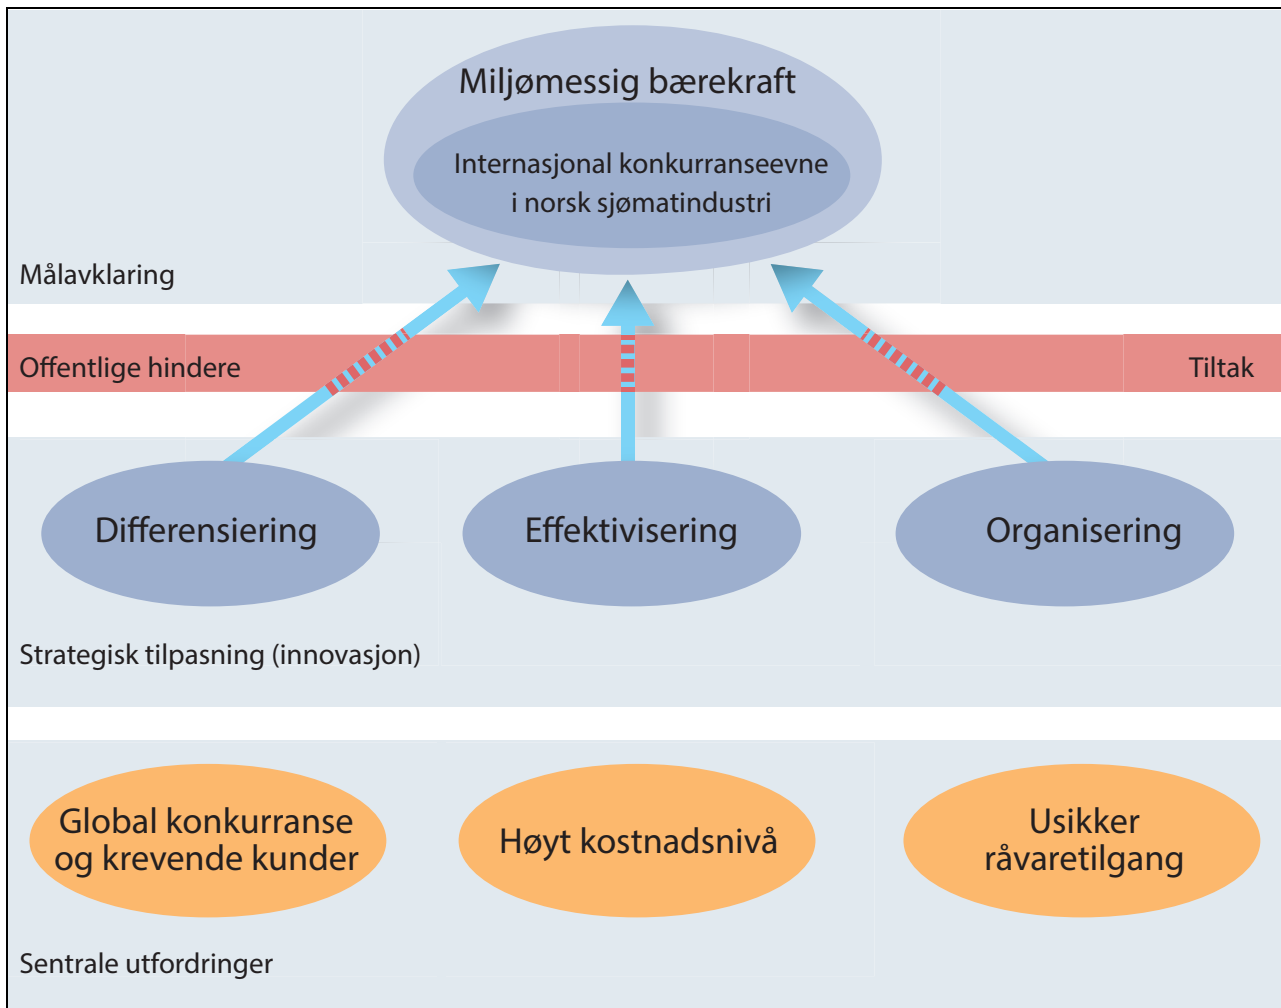 Miljømessig bærekraft
Internasjonal konkurranseevne
i norsk sjømatindustri
Målavklaring
Offentlige hindere
Tiltak
Differensiering
Effektivisering
Organisering
Strategisk tilpasning (innovasjon)
Global konkurranse
og krevende kunder
Høyt kostnadsnivå
Usikker
råvaretilgang
Sentrale utfordringer